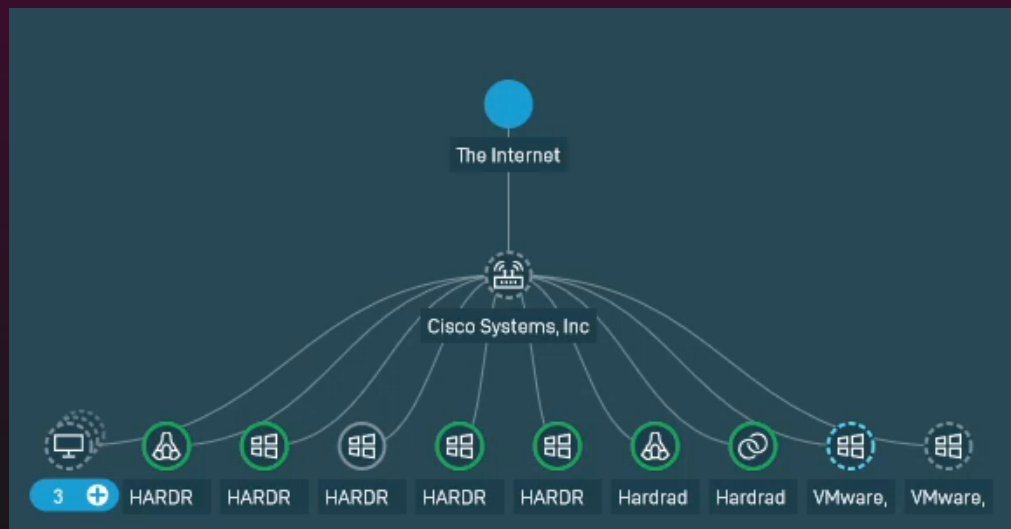 The Internet
Cisco Systems, Inc
3 HARDR HARDR HARDR HARDR HARDR Hardrad Hardrad VMware, VMware,